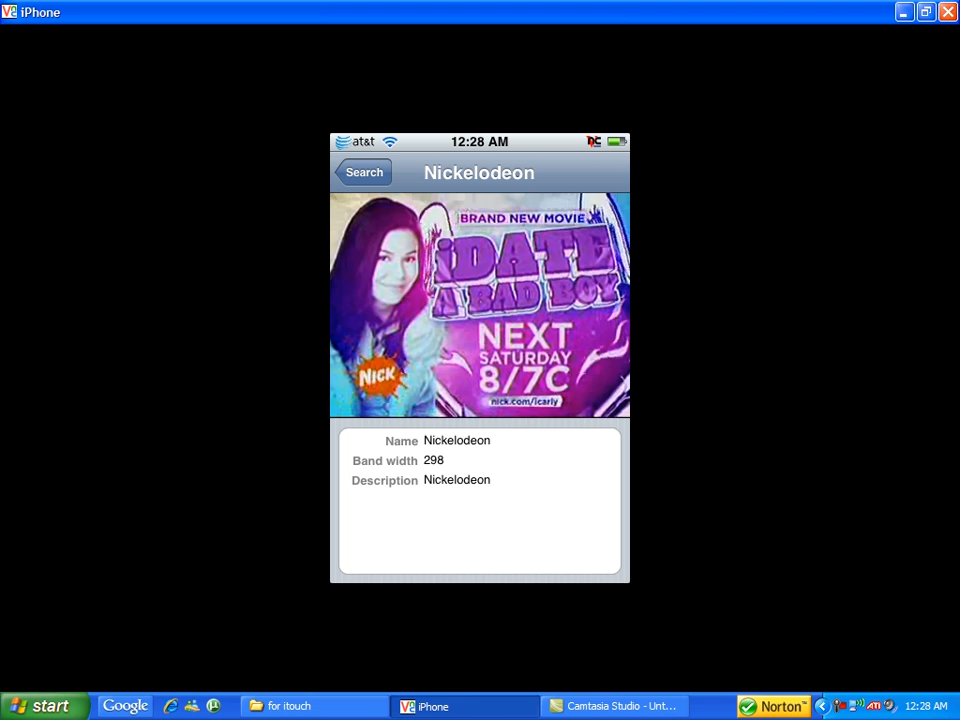 iPhone
at&t
12:28 AM
Search
Nickelodeon
BRAND NEW MOVIE
iDATE
A BAD BOY
NEXT
SATURDAY
8/7C
nick.com/icarly
NICK
Name Nickelodeon
Band width 298
Description Nickelodeon
start
Google
for itouch
iPhone
Camtasia Studio - Unt...
Norton™
ATI
12:28 AM